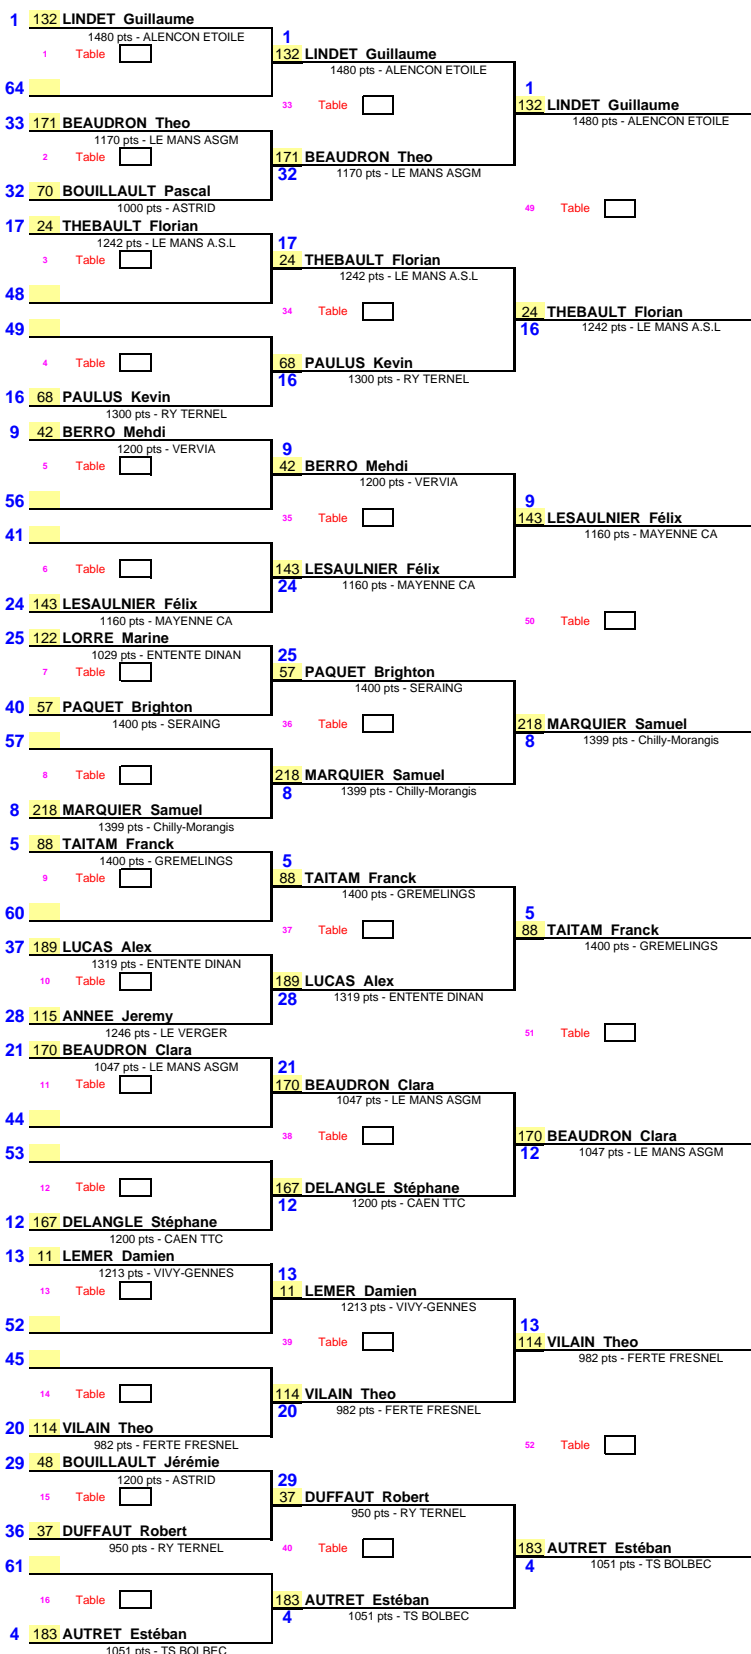 1 132 LINDET Guillaume
1480 pts - ALENCON ETOILE
1 Table
64
33 171 BEAUDRON Theo
1170 pts - LE MANS ASGM
2 Table
32 70 BOUILLAULT Pascal
1000 pts - ASTRID
17 24 THEBAULT Florian
1242 pts - LE MANS A.S.L
3 Table
48
49
4 Table
16 68 PAULUS Kevin
1300 pts - RY TERNEL
9 42 BERRO Mehdi
1200 pts - VERVIA
5 Table
56
41
6 Table
24 143 LESAULNIER Félix
1160 pts - MAYENNE CA
25 122 LORRE Marine
1029 pts - ENTENTE DINAN
7 Table
40 57 PAQUET Brighton
1400 pts - SERAING
57
8 Table
8 218 MARQUIER Samuel
1399 pts - Chilly-Morangis
5 88 TAITAM Franck
1400 pts - GREMELINGS
9 Table
60
37 189 LUCAS Alex
1319 pts - ENTENTE DINAN
10 Table
28 115 ANNEE Jeremy
1246 pts - LE VERGER
21 170 BEAUDRON Clara
1047 pts - LE MANS ASGM
11 Table
44
53
12 Table
12 167 DELANGLE Stéphane
1200 pts - CAEN TTC
13 11 LEMER Damien
1213 pts - VIVY-GENNES
13 Table
52
45
14 Table
20 114 VILAIN Theo
982 pts - FERTE FRESNEL
29 48 BOUILLAULT Jérémie
1200 pts - ASTRID
15 Table
36 37 DUFFAUT Robert
950 pts - RY TERNEL
61
16 Table
4 183 AUTRET Estéban
1051 pts - TS BOLBEC
1
132 LINDET Guillaume
1480 pts - ALENCON ETOILE
33 Table
171 BEAUDRON Theo
32 1170 pts - LE MANS ASGM
17
24 THEBAULT Florian
1242 pts - LE MANS A.S.L
34 Table
68 PAULUS Kevin
16 1300 pts - RY TERNEL
9
42 BERRO Mehdi
1200 pts - VERVIA
35 Table
143 LESAULNIER Félix
24 1160 pts - MAYENNE CA
25
57 PAQUET Brighton
1400 pts - SERAING
36 Table
218 MARQUIER Samuel
8 1399 pts - Chilly-Morangis
5
88 TAITAM Franck
1400 pts - GREMELINGS
37 Table
189 LUCAS Alex
28 1319 pts - ENTENTE DINAN
21
170 BEAUDRON Clara
1047 pts - LE MANS ASGM
38 Table
167 DELANGLE Stéphane
12 1200 pts - CAEN TTC
13
11 LEMER Damien
1213 pts - VIVY-GENNES
39 Table
114 VILAIN Theo
20 982 pts - FERTE FRESNEL
29
37 DUFFAUT Robert
950 pts - RY TERNEL
40 Table
183 AUTRET Estéban
4 1051 pts - TS BOLBEC
1
132 LINDET Guillaume
1480 pts - ALENCON ETOILE
49 Table
24 THEBAULT Florian
16 1242 pts - LE MANS A.S.L
9
143 LESAULNIER Félix
1160 pts - MAYENNE CA
50 Table
218 MARQUIER Samuel
8 1399 pts - Chilly-Morangis
5
88 TAITAM Franck
1400 pts - GREMELINGS
51 Table
170 BEAUDRON Clara
12 1047 pts - LE MANS ASGM
13
114 VILAIN Theo
982 pts - FERTE FRESNEL
52 Table
183 AUTRET Estéban
4 1051 pts - TS BOLBEC